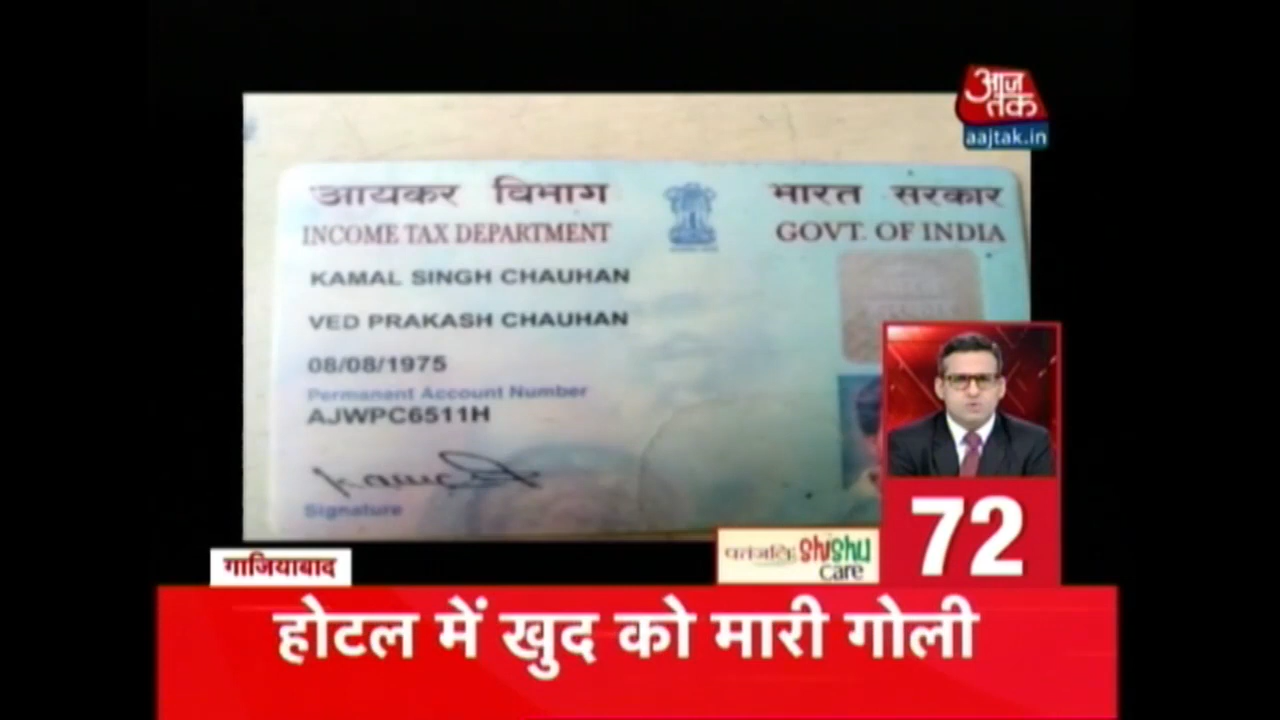 आज
तक
aajtak.in
आयकर विभाग
भारत सरकार
INCOME TAX DEPARTMENT
GOVT. OF INDIA
KAMAL SINGH CHAUHAN
VED PRAKASH CHAUHAN
08/08/1975
Permanent Account Number
AJWPC6511H
Signature
72
पतंजलि shishu
care
गाजियाबाद
होटल में खुद को मारी गोली